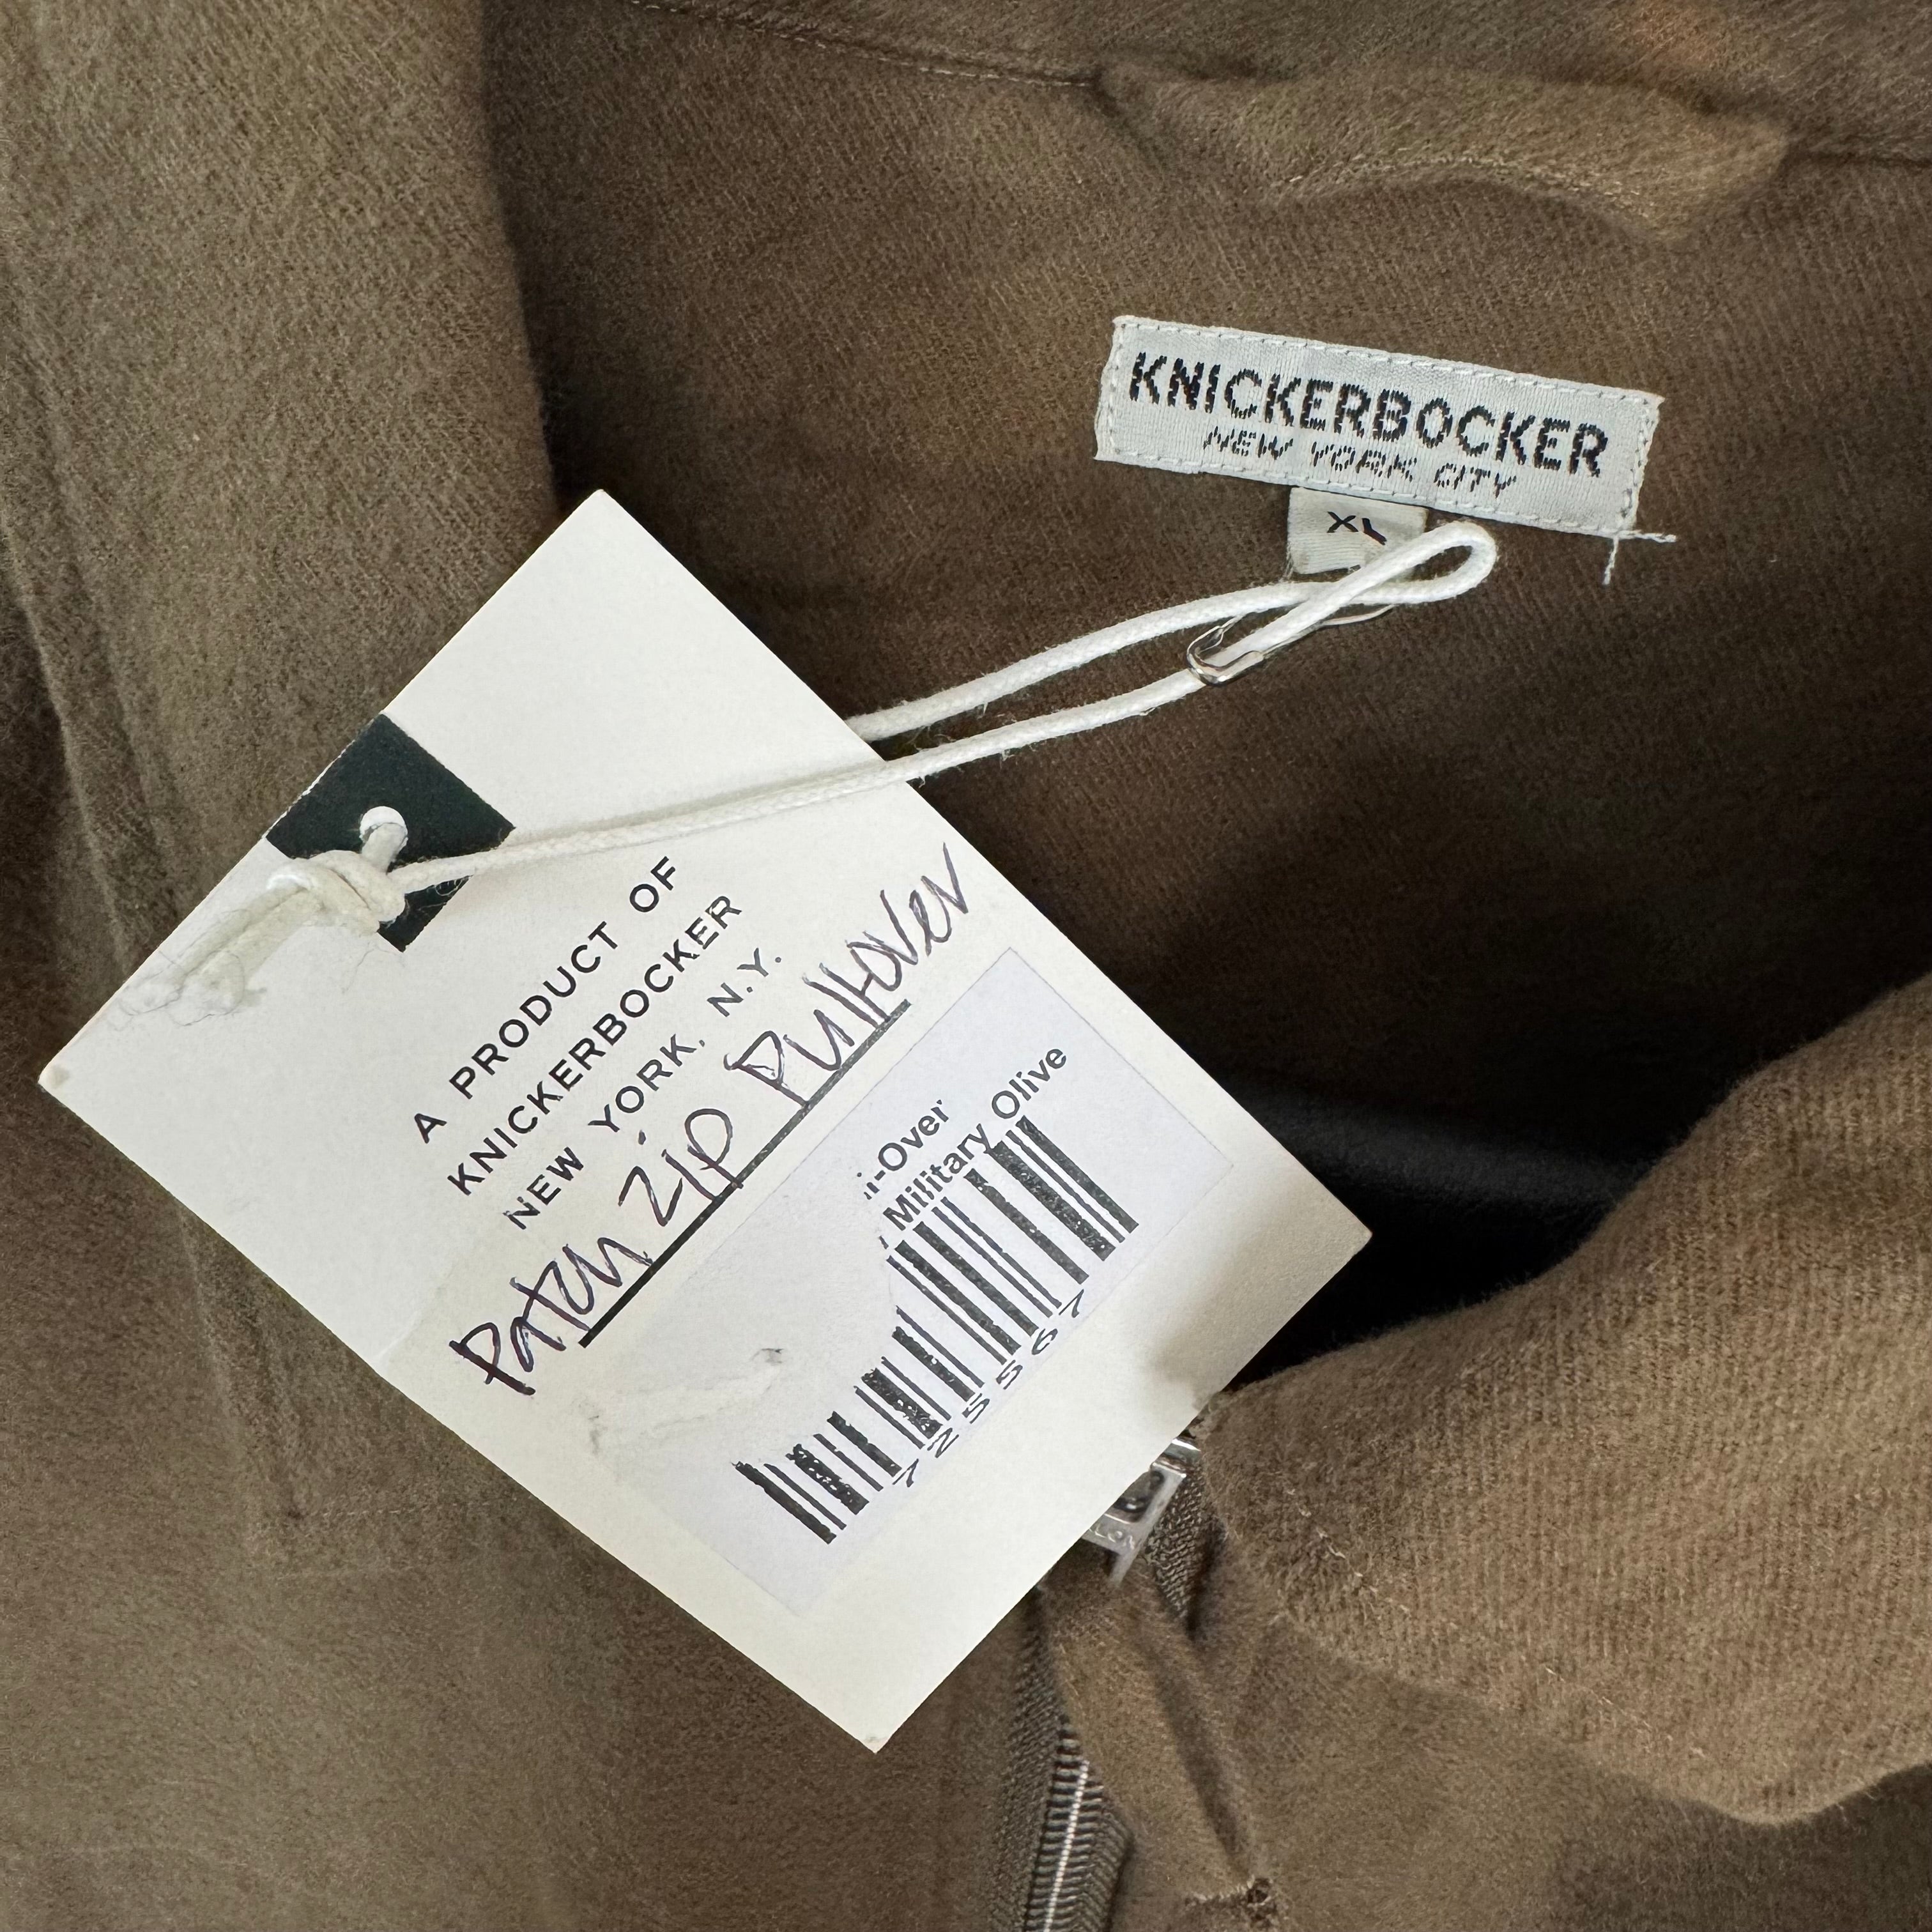 KNICKERBOCKER
NEW YORK CITY
XL
A PRODUCT OF
KNICKERBOCKER
NEW YORK, N.Y.
Patch Zip Pullover
-Over
Military Olive
725567